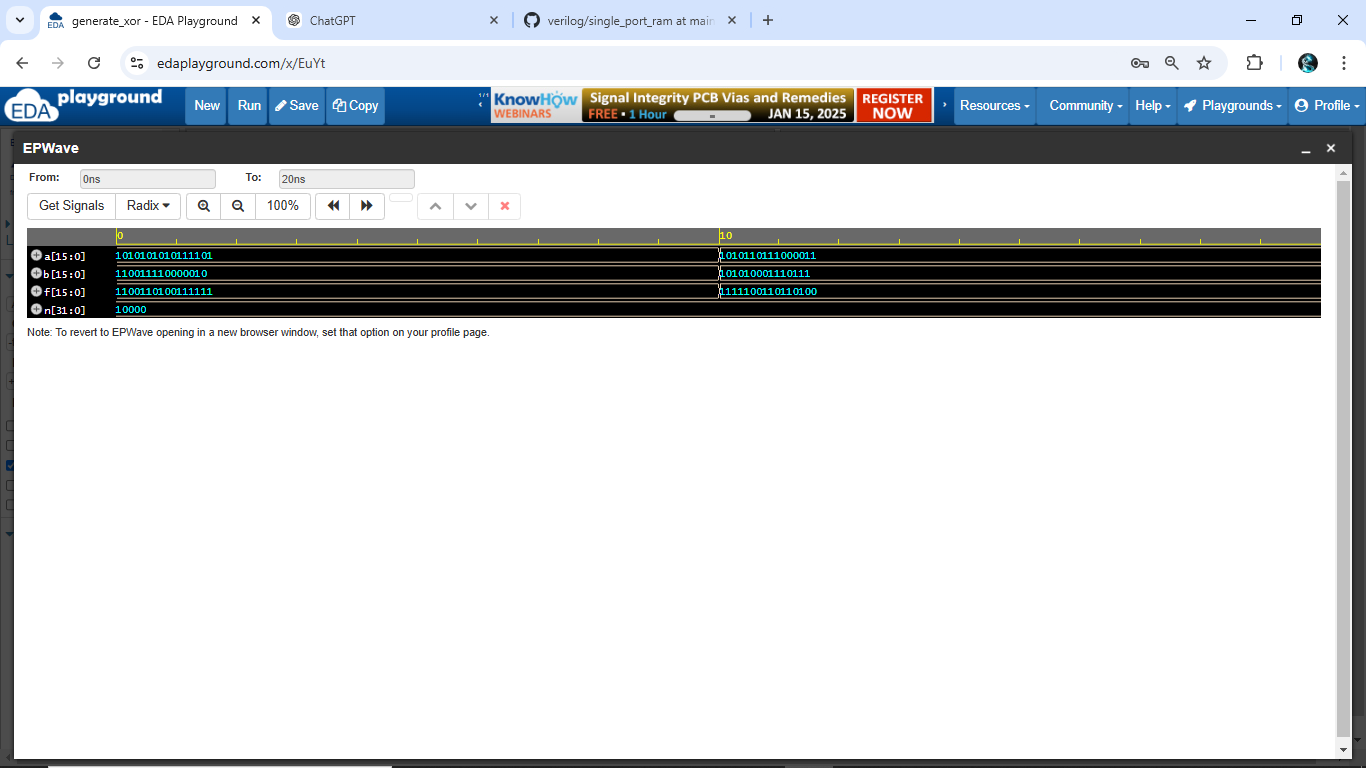 generate_xor - EDA Playground
ChatGPT
verilog/single_port_ram at main
edaplayground.com/x/EuYt
EDA playground
New
Run
Save
Copy
1/1
KnowHow WEBINARS
Signal Integrity PCB Vias and Remedies
FREE • 1 Hour JAN 15, 2025
REGISTER NOW
Resources
Community
Help
Playgrounds
Profile
EPWave
From: 0ns To: 20ns
Get Signals Radix 100%
0 10
a[15:0] 1010101010111101 1010110111000011
b[15:0] 110011110000010 101010001110111
f[15:0] 1100110100111111 1111100110110100
n[31:0] 10000
Note: To revert to EPWave opening in a new browser window, set that option on your profile page.